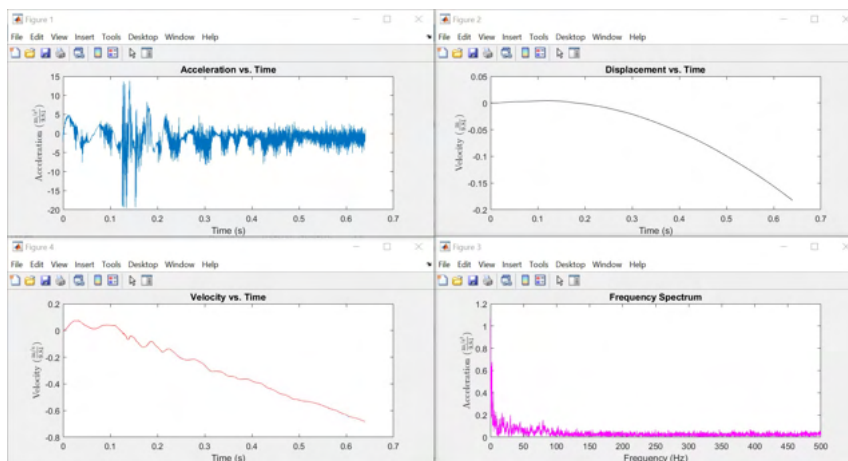 Figure 1
File Edit View Insert Tools Desktop Window Help
Acceleration vs. Time
15
10
5
0
-5
-10
-15
-20
Acceleration
0 0.1 0.2 0.3 0.4 0.5 0.6 0.7
Time (s)
Figure 2
File Edit View Insert Tools Desktop Window Help
Displacement vs. Time
0.05
0
-0.05
-0.1
-0.15
-0.2
Velocity
0 0.1 0.2 0.3 0.4 0.5 0.6 0.7
Time (s)
Figure 4
File Edit View Insert Tools Desktop Window Help
Velocity vs. Time
0.2
0
-0.2
-0.4
-0.6
-0.8
Velocity
0 0.1 0.2 0.3 0.4 0.5 0.6 0.7
Time (s)
Figure 3
File Edit View Insert Tools Desktop Window Help
Frequency Spectrum
1.2
1
0.8
0.6
0.4
0.2
0
Acceleration
0 50 100 150 200 250 300 350 400 450 500
Frequency (Hz)